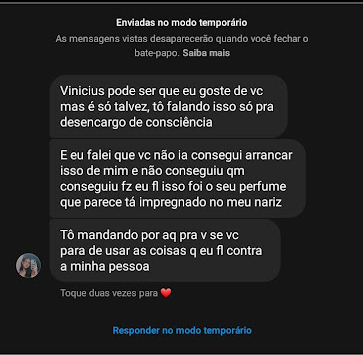 Enviadas no modo temporário
As mensagens vistas desaparecerão quando você fechar o
bate-papo. Saiba mais
Vinicius pode ser que eu goste de vc
mas é só talvez, tô falando isso só pra
desencargo de consciência
E eu falei que vc não ia consegui arrancar
isso de mim e não conseguiu qm
conseguiu fz eu fl isso foi o seu perfume
que parece tá impregnado no meu nariz
Tô mandando por aq pra v se vc
para de usar as coisas q eu fl contra
a minha pessoa
Toque duas vezes para ❤️
Responder no modo temporário